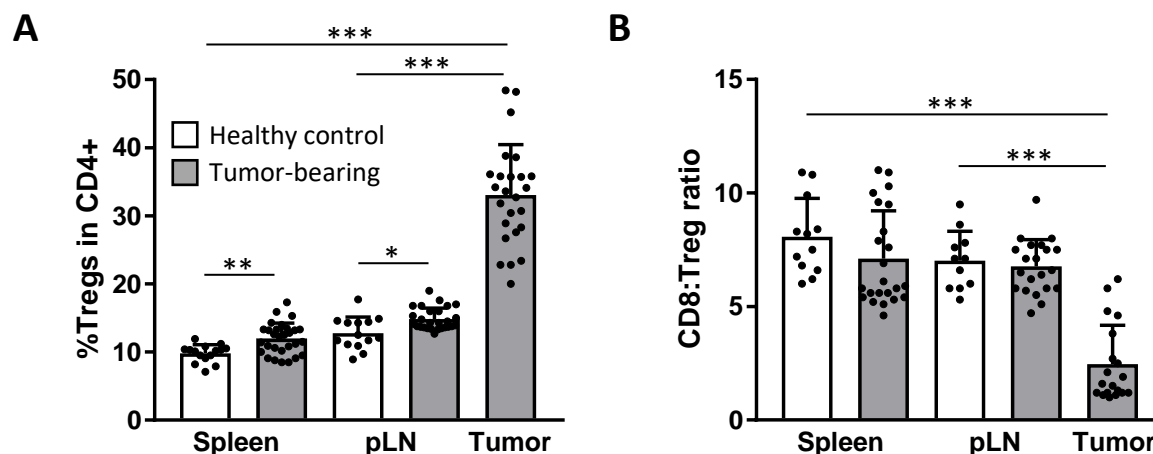 A
%Tregs in CD4+
50
40
30
20
10
0
Healthy control
Tumor-bearing
***
***
**
*
Spleen pLN Tumor
B
CD8:Treg ratio
15
10
5
0
***
***
Spleen pLN Tumor